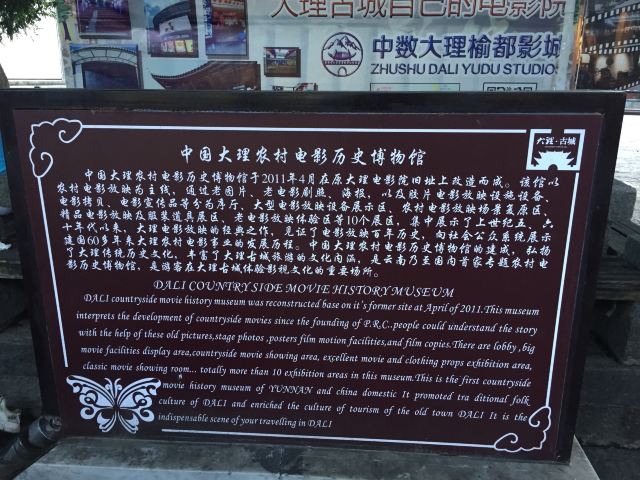 大理古城自己的电影院
中数大理榆都影城
ZHUSHU DALI YUDU STUDIO
大理·古城
中国大理农村电影历史博物馆
中国大理农村电影历史博物馆于2011年4月在原大理电影院旧址上改造而成。该馆以
农村电影放映为主线，通过老图片、老电影剧照、海报，以及胶片电影放映设施设备、
电影拷贝、电影宣传品等分为序厅、大型电影放映设备展示区、农村电影放映场景复原区、
精品电影放映及服装道具展区、老电影放映体验区等10个展区，集中展示了上世纪五、六
十年代以来，大理电影放映的经典之作，见证了电影放映百年历史，向社会公众系统展示
建国60多年来大理农村电影事业的发展历程。中国大理农村电影历史博物馆的建成，弘扬
了大理传统历史文化，丰富了大理古城旅游的文化内涵，是云南乃至国内首家专题农村电
影历史博物馆，是游客在大理古城体验影视文化的重要场所。
DALI COUNTRYSIDE MOVIE HISTORY MUSEUM
DALI countryside movie history museum was reconstructed base on it's former site at April of 2011.This museum
interprets the development of countryside movies since the founding of P.R.C..people could understand the story
with the help of these old pictures,stage photos ,posters film motion facilities,and film copies.There are lobby ,big
movie facilities display area,countryside movie showing area, excellent movie and clothing props exhibition area,
classic movie showing room... totally more than 10 exhibition areas in this museum.This is the first countryside
movie history museum of YUNNAN and china domestic It promoted tra ditional folk
culture of DALI and enriched the culture of tourism of the old town DALI It is the
indispensable scene of your travelling in DALI